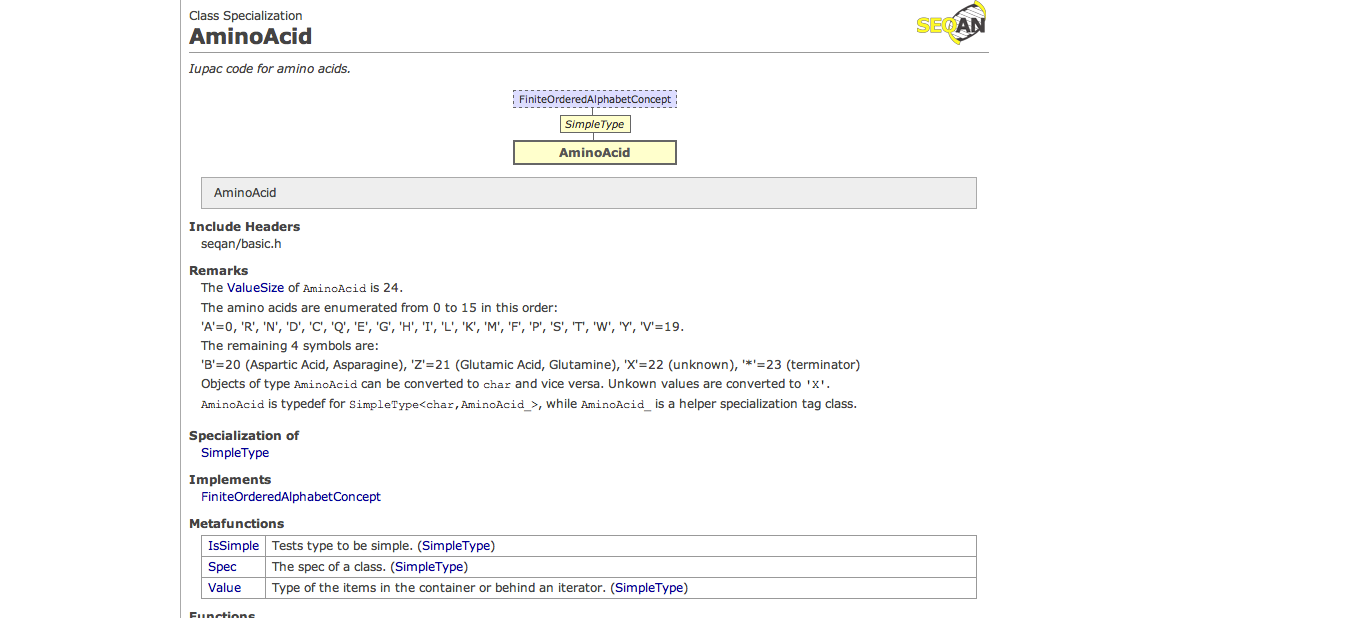 Class Specialization
SEQAN
AminoAcid
Iupac code for amino acids.
FiniteOrderedAlphabetConcept
SimpleType
AminoAcid
AminoAcid
Include Headers
seqan/basic.h
Remarks
The ValueSize of AminoAcid is 24.
The amino acids are enumerated from 0 to 15 in this order:
'A'=0, 'R', 'N', 'D', 'C', 'Q', 'E', 'G', 'H', 'I', 'L', 'K', 'M', 'F', 'P', 'S', 'T', 'W', 'Y', 'V'=19.
The remaining 4 symbols are:
'B'=20 (Aspartic Acid, Asparagine), 'Z'=21 (Glutamic Acid, Glutamine), 'X'=22 (unknown), '*'=23 (terminator)
Objects of type AminoAcid can be converted to char and vice versa. Unkown values are converted to 'X'.
AminoAcid is typedef for SimpleType<char,AminoAcid_>, while AminoAcid_ is a helper specialization tag class.
Specialization of
SimpleType
Implements
FiniteOrderedAlphabetConcept
Metafunctions
IsSimple Tests type to be simple. (SimpleType)
Spec The spec of a class. (SimpleType)
Value Type of the items in the container or behind an iterator. (SimpleType)
Functions